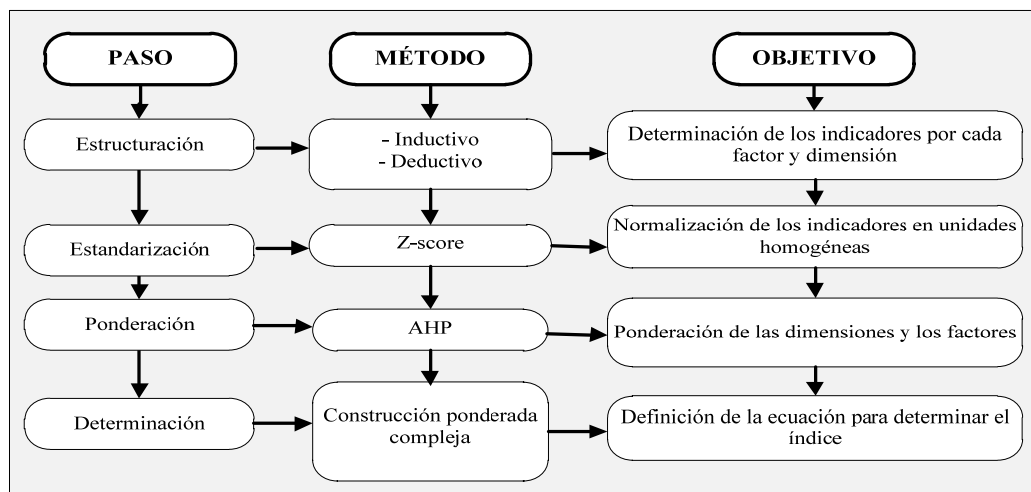 PASO
MÉTODO
OBJETIVO
Estructuración
- Inductivo
- Deductivo
Determinación de los indicadores por cada
factor y dimensión
Estandarización
Z-score
Normalización de los indicadores en unidades
homogéneas
Ponderación
AHP
Ponderación de las dimensiones y los factores
Determinación
Construcción ponderada
compleja
Definición de la ecuación para determinar el
índice